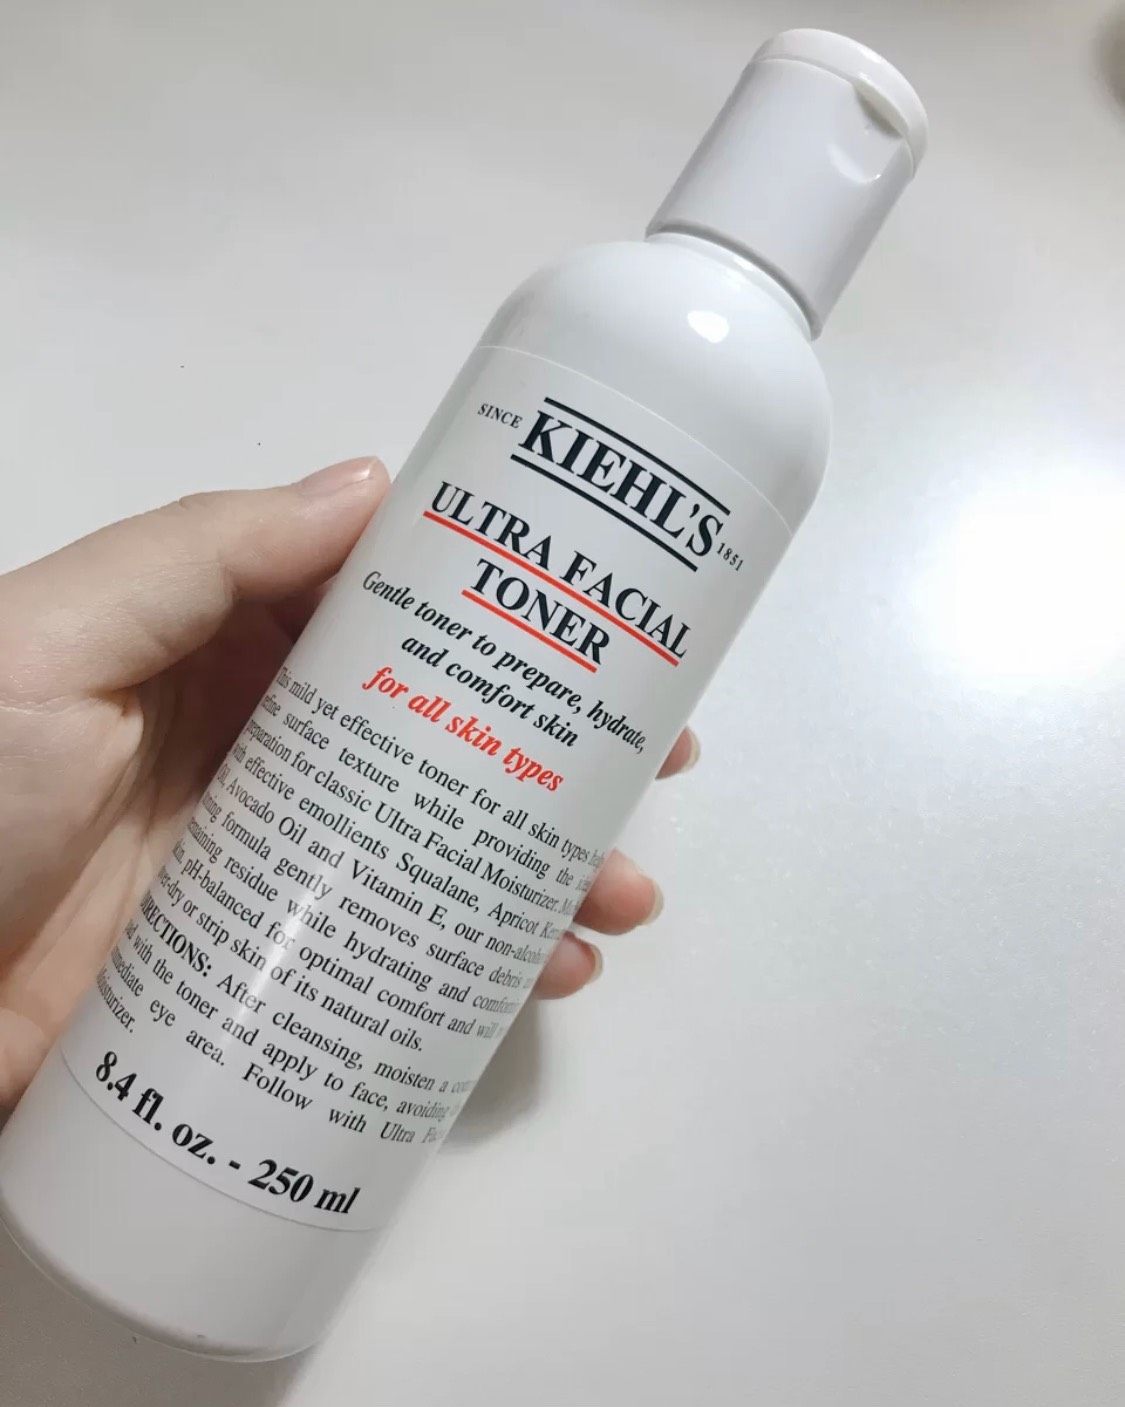 SINCE KIEHL'S 1851
ULTRA FACIAL
TONER
Gentle toner to prepare, hydrate,
and comfort skin
for all skin types
mild yet effective toner for all skin types
surface texture while providing the
for classic Ultra Facial Moisturizer.
effective emollients Squalane, Apricot
Avocado Oil and Vitamin E, our
formula gently removes surface debris
residue while hydrating and
pH-balanced for optimal comfort and will
or strip skin of its natural oils.
DIRECTIONS: After cleansing, moisten a
with the toner and apply to face, avoiding
eye area. Follow with Ultra
Moisturizer.
8.4 fl. oz. - 250 ml